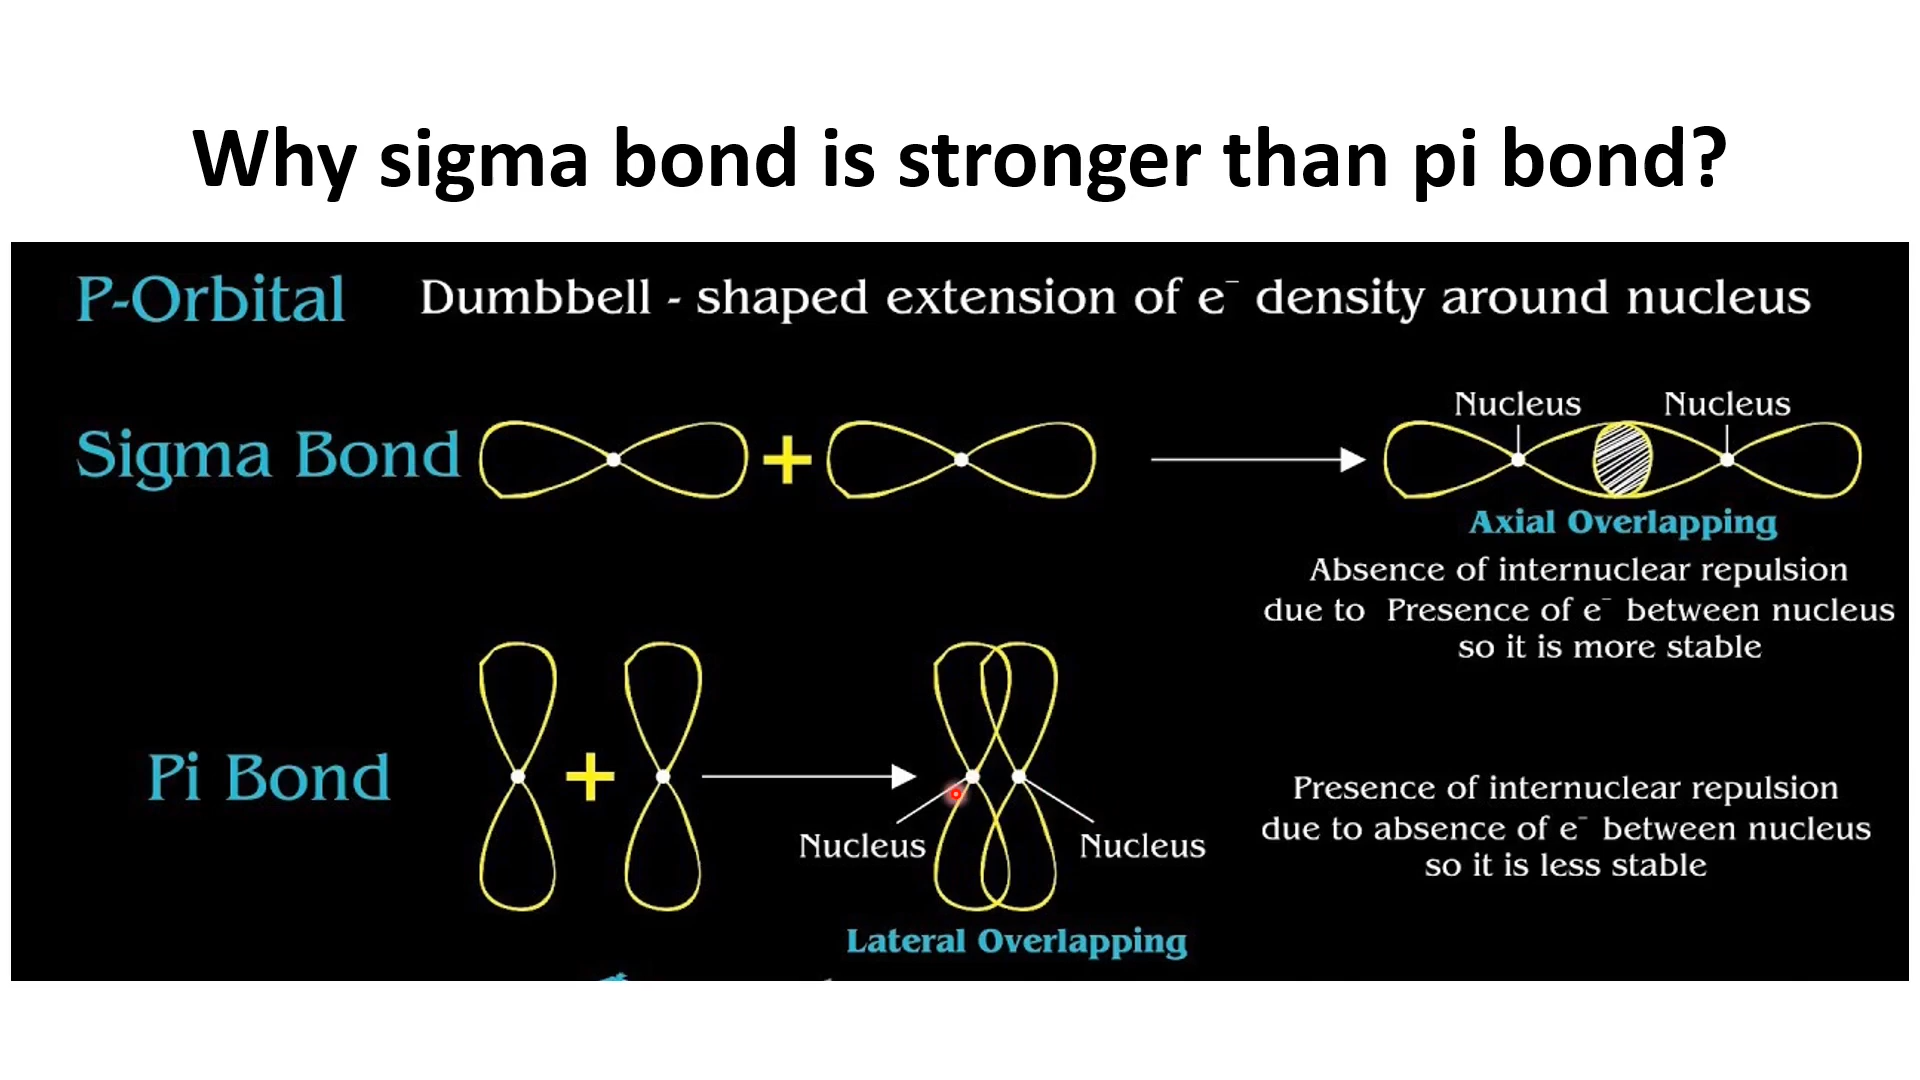 Why sigma bond is stronger than pi bond?
P-Orbital
Dumbbell - shaped extension of e⁻ density around nucleus
Sigma Bond
+
Nucleus
Nucleus
Axial Overlapping
Absence of internuclear repulsion
due to Presence of e⁻ between nucleus
so it is more stable
Pi Bond
+
Nucleus
Nucleus
Lateral Overlapping
Presence of internuclear repulsion
due to absence of e⁻ between nucleus
so it is less stable